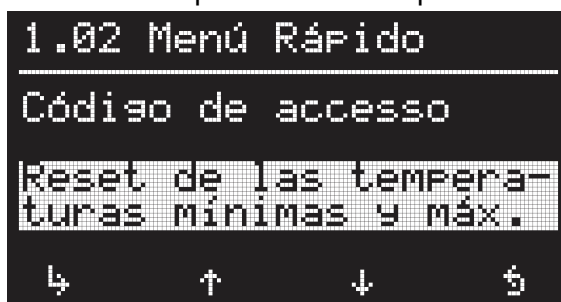 1.02 Menú Rápido
Código de accesso
Reset de las tempera-
turas mínimas y máx.